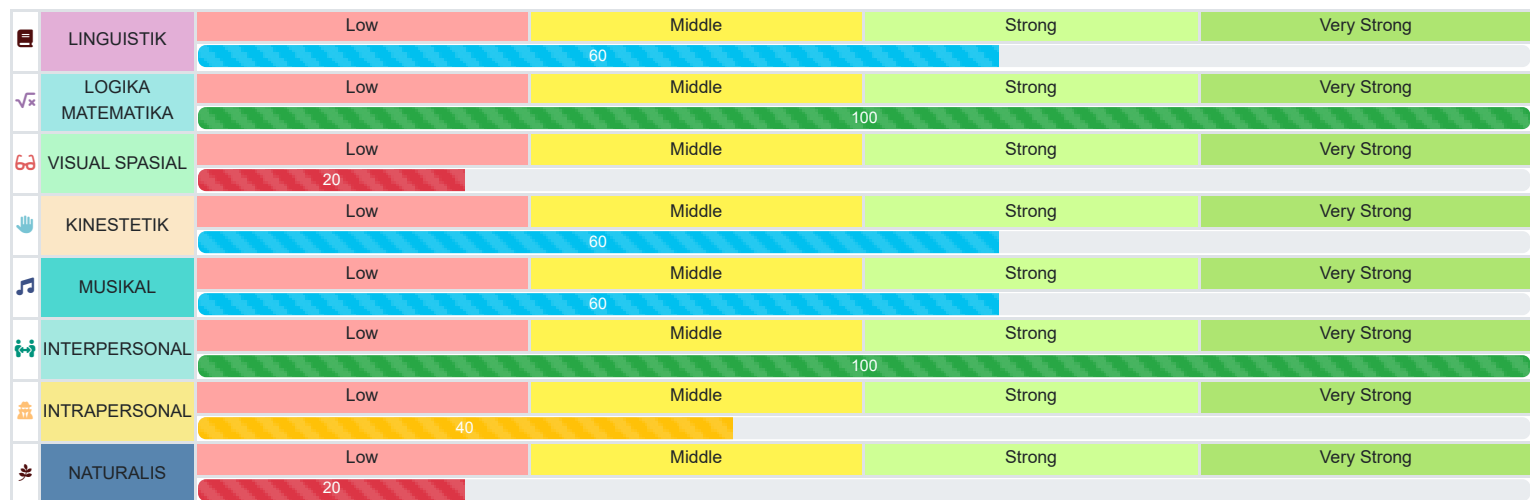 LINGUISTIK
Low Middle Strong Very Strong
60
LOGIKA
MATEMATIKA
Low Middle Strong Very Strong
100
VISUAL SPASIAL
Low Middle Strong Very Strong
20
KINESTETIK
Low Middle Strong Very Strong
60
MUSIKAL
Low Middle Strong Very Strong
60
INTERPERSONAL
Low Middle Strong Very Strong
100
INTRAPERSONAL
Low Middle Strong Very Strong
40
NATURALIS
Low Middle Strong Very Strong
20